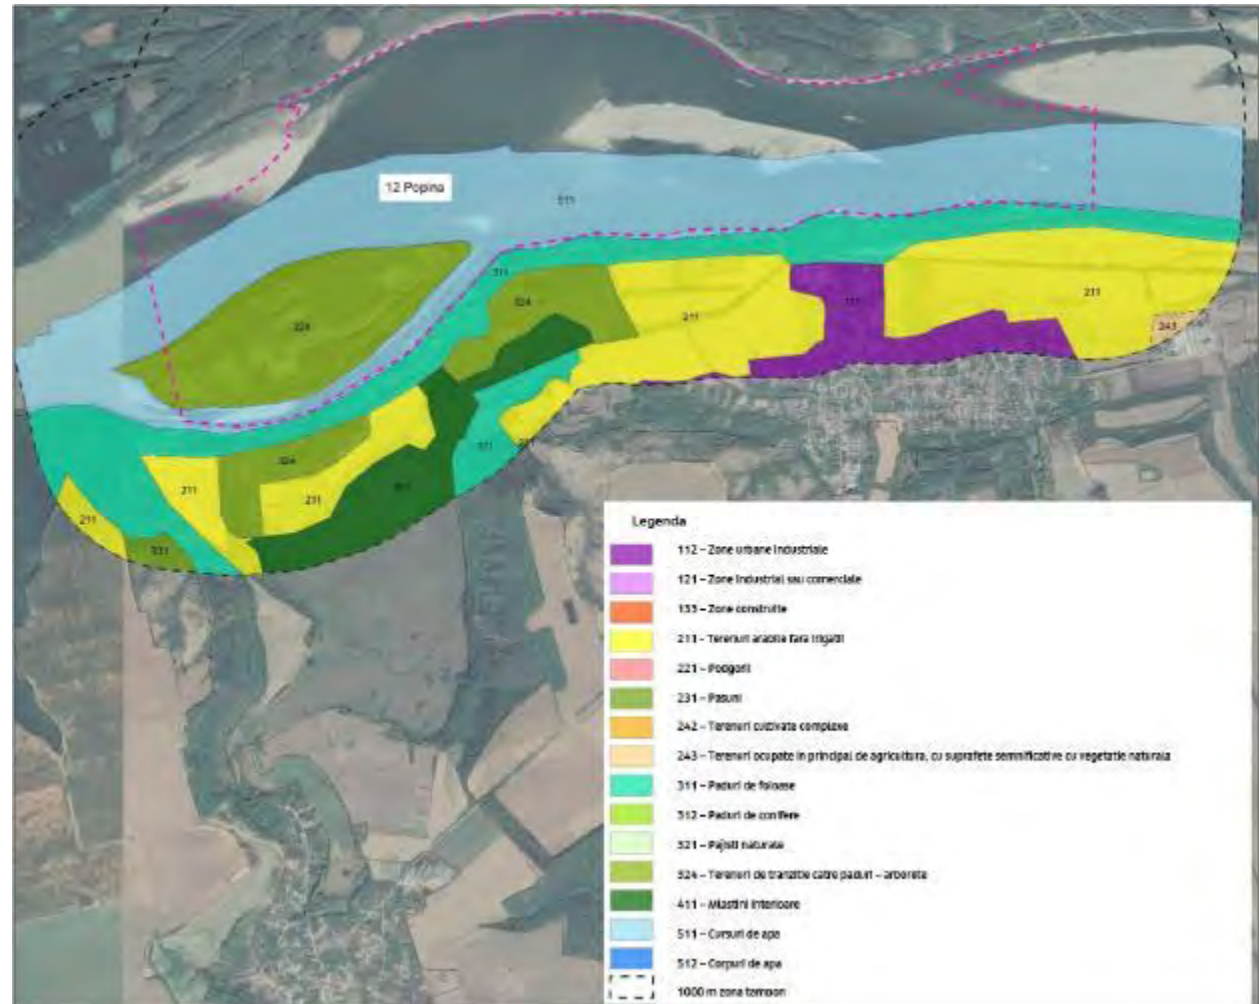 12 Popina
511
311
324
324
211
112
211
243
324
211
211
311
211
231
Legenda
112 – Zone urbane industriale
121 – Zone industrial sau comerciale
133 – Zone construite
211 – Terenuri arabile fara irigatii
221 – Podgorii
231 – Pasuni
242 – Terenuri cultivate complexe
243 – Terenuri ocupate in principal de agricultura, cu suprafete semnificative cu vegetatie naturala
311 – Paduri de foioase
312 – Paduri de conifere
321 – Pajisti naturale
324 – Terenuri de tranzitie catre paduri – arborete
411 – Mlastini interioare
511 – Cursuri de apa
512 – Corpuri de apa
1000 m zona tampon